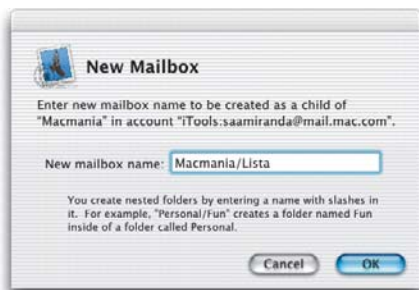 New Mailbox
Enter new mailbox name to be created as a child of
"Macmania" in account "iTools:saamiranda@mail.mac.com".
New mailbox name: Macmania/Lista
You create nested folders by entering a name with slashes in
it. For example, "Personal/Fun" creates a folder named Fun
inside of a folder called Personal.
Cancel OK